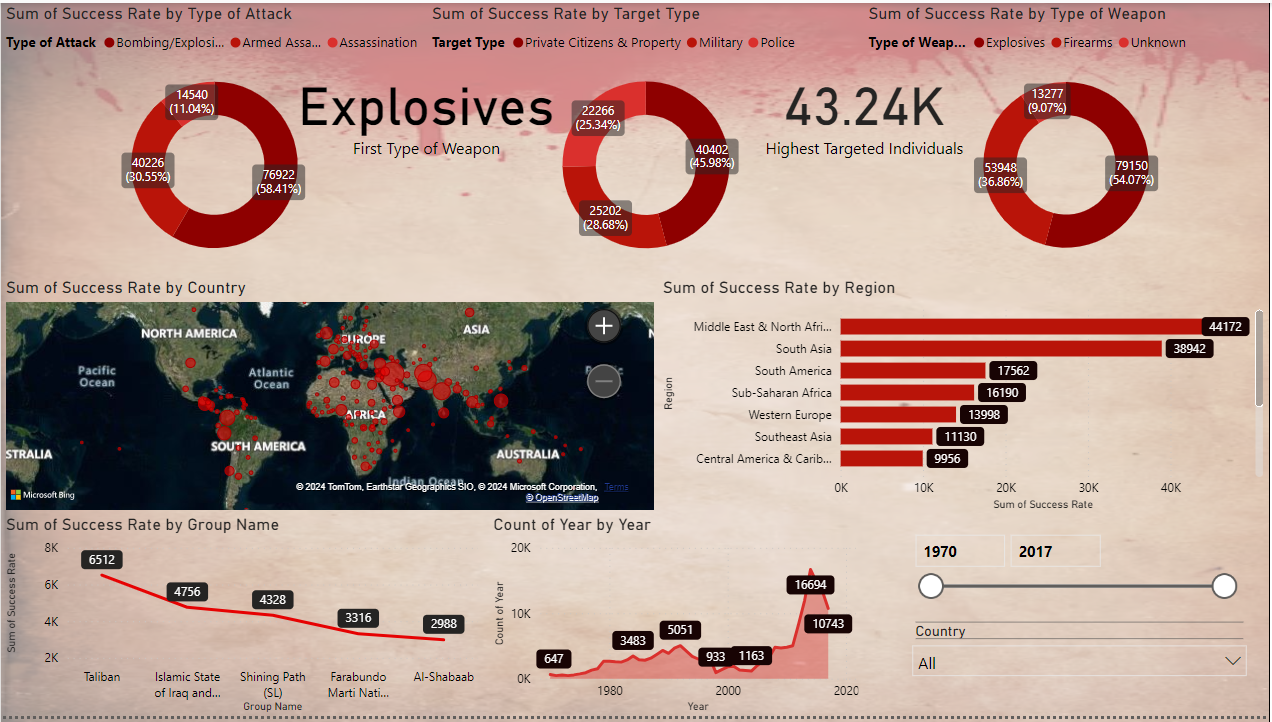 Sum of Success Rate by Type of Attack
Type of Attack Bombing/Explosi... Armed Assa... Assassination
14540
(11.04%)
40226
(30.55%)
76922
(58.41%)
Explosives
First Type of Weapon
Sum of Success Rate by Target Type
Target Type Private Citizens & Property Military Police
22266
(25.34%)
40402
(45.98%)
25202
(28.68%)
43.24K
Highest Targeted Individuals
Sum of Success Rate by Type of Weapon
Type of Weap... Explosives Firearms Unknown
13277
(9.07%)
53948
(36.86%)
79150
(54.07%)
Sum of Success Rate by Country
NORTH AMERICA
EUROPE
ASIA
Pacific
Ocean
Atlantic
Ocean
AFRICA
SOUTH AMERICA
STRALIA
AUSTRALIA
Indian Ocean
Microsoft Bing
© 2024 TomTom, Earthstar Geographics SIO, © 2024 Microsoft Corporation, Terms
© OpenStreetMap
Sum of Success Rate by Region
Region
Middle East & North Afri... 44172
South Asia 38942
South America 17562
Sub-Saharan Africa 16190
Western Europe 13998
Southeast Asia 11130
Central America & Carib... 9956
0K 10K 20K 30K 40K
Sum of Success Rate
Sum of Success Rate by Group Name
Sum of Success Rate
8K
6K
4K
2K
6512
4756
4328
3316
2988
Taliban
Islamic State
of Iraq and...
Shining Path
(SL)
Farabundo
Marti Nati...
Al-Shabaab
Group Name
Count of Year by Year
Count of Year
20K
10K
0K
647
3483
5051
933
1163
16694
10743
1980 2000 2020
Year
1970 2017
Country
All